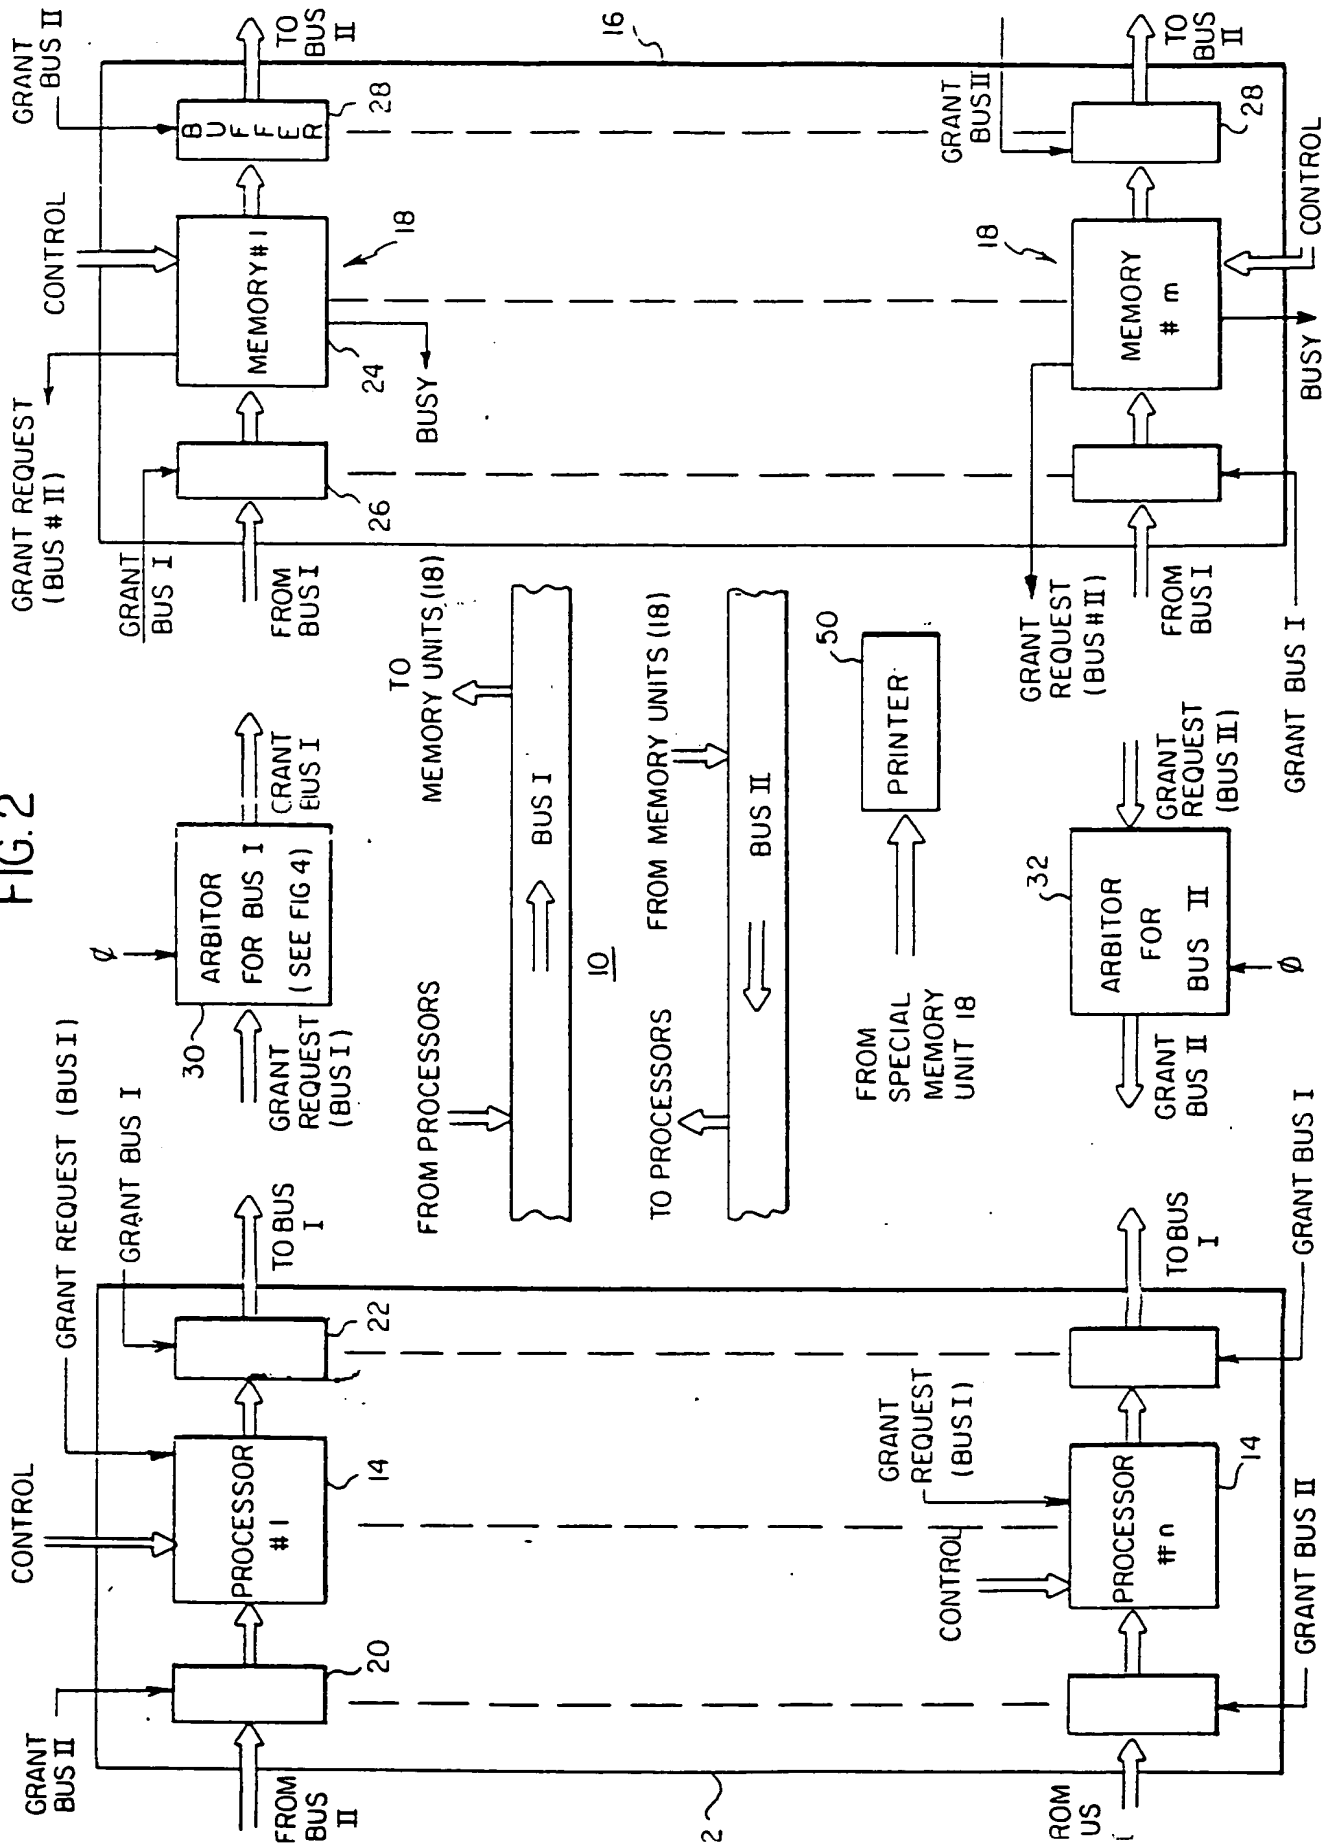 FIG. 2
GRANT
BUS II
FROM
BUS
II
20
CONTROL
PROCESSOR
#1
14
GRANT REQUEST (BUS I)
GRANT BUS I
22
TO BUS
I
2
ROM
US
GRANT BUS II
CONTROL
GRANT
REQUEST
(BUS I)
PROCESSOR
#n
14
TO BUS
I
GRANT BUS I
GRANT
REQUEST
(BUS I)
30
ø
ARBITOR
FOR BUS I
(SEE FIG 4)
GRANT
BUS I
FROM PROCESSORS
TO
MEMORY UNITS (18)
BUS I
10
TO PROCESSORS
FROM MEMORY UNITS (18)
BUS II
FROM
SPECIAL
MEMORY
UNIT 18
PRINTER
50
GRANT
BUS II
32
ARBITOR
FOR
BUS II
ø
GRANT
REQUEST
(BUS II)
GRANT REQUEST
(BUS # II)
GRANT
BUS I
FROM
BUS I
26
CONTROL
MEMORY #1
24
18
BUSY
GRANT
BUS II
BUFFER
28
TO
BUS
II
16
GRANT
REQUEST
(BUS # II)
FROM
BUS I
GRANT BUS I
18
MEMORY
# m
BUSY
CONTROL
GRANT
BUS II
28
TO
BUS
II